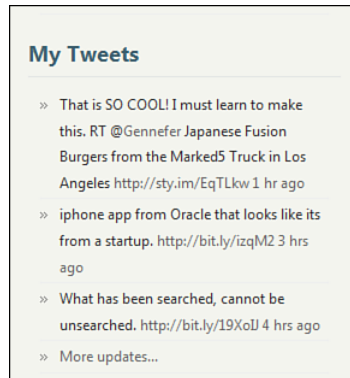 My Tweets
» That is SO COOL! I must learn to make
this. RT @Gennefer Japanese Fusion
Burgers from the Marked5 Truck in Los
Angeles http://sty.im/EqTLkw 1 hr ago
» iphone app from Oracle that looks like its
from a startup. http://bit.ly/izqM2 3 hrs
ago
» What has been searched, cannot be
unsearched. http://bit.ly/19XoIJ 4 hrs ago
» More updates...